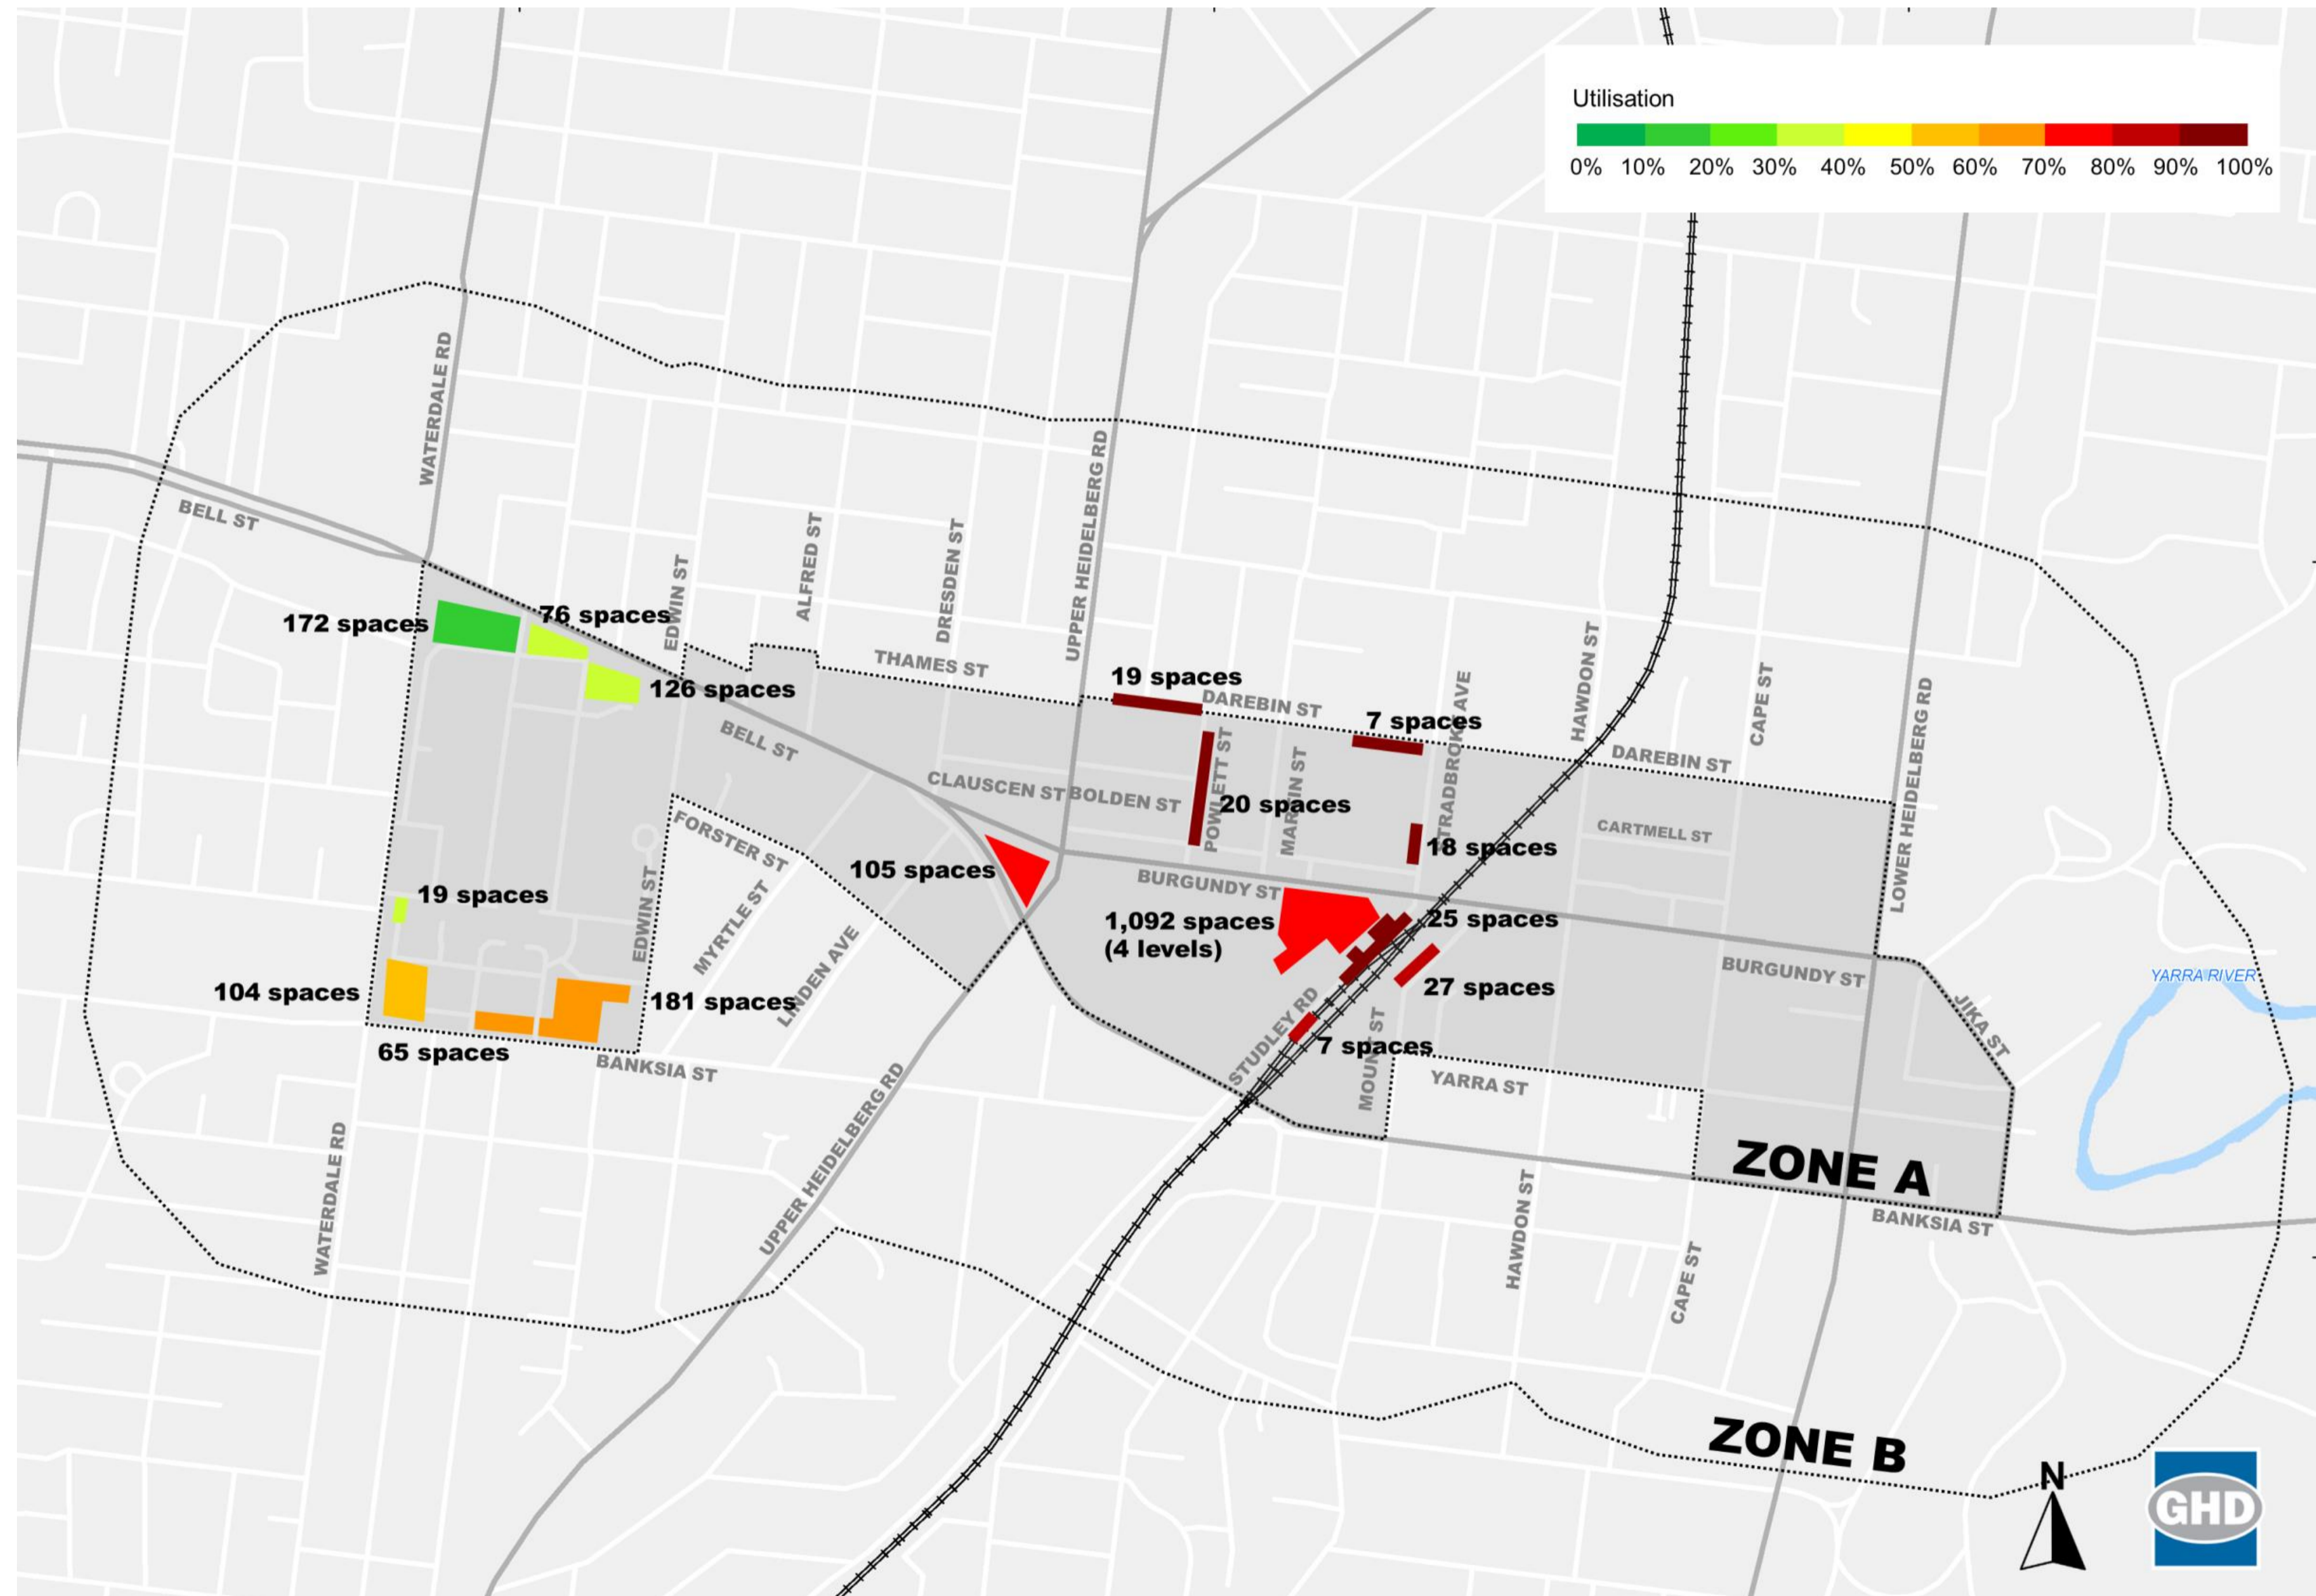 Utilisation
0% 10% 20% 30% 40% 50% 60% 70% 80% 90% 100%
WATERDALE RD
BELL ST
UPPER HEIDELBERG RD
EDWIN ST
ALFRED ST
DRESDEN ST
172 spaces
76 spaces
126 spaces
THAMES ST
19 spaces
DAREBIN ST
7 spaces
STRADBROKE AVE
HAWDON ST
CAPE ST
LOWER HEIDELBERG RD
DAREBIN ST
BELL ST
CLAUSCEN ST
BOLDEN ST
POWLETT ST
20 spaces
MARTIN ST
CARTMELL ST
FORSTER ST
18 spaces
105 spaces
BURGUNDY ST
19 spaces
EDWIN ST
MYRTLE ST
LINDEN AVE
1,092 spaces
(4 levels)
25 spaces
27 spaces
BURGUNDY ST
YARRA RIVER
JIKA ST
104 spaces
181 spaces
65 spaces
BANKSIA ST
STUDLEY RD
7 spaces
MOUNT ST
YARRA ST
WATERDALE RD
UPPER HEIDELBERG RD
ZONE A
HAWDON ST
CAPE ST
BANKSIA ST
ZONE B
N
GHD